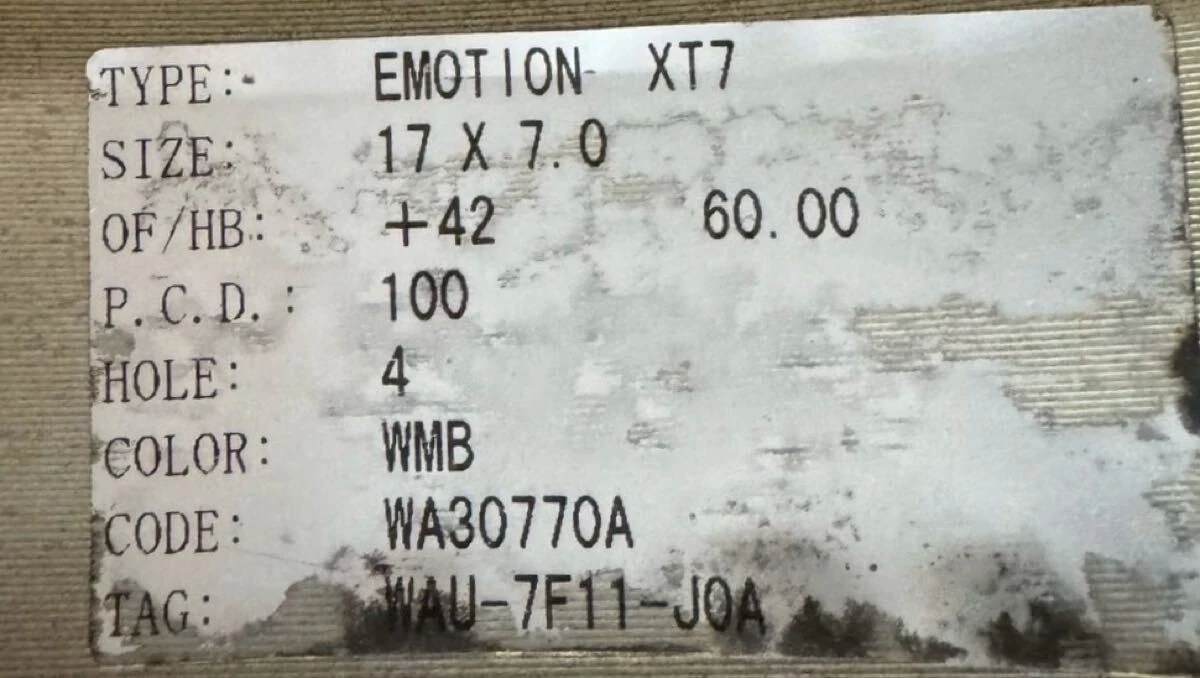 TYPE: EMOTION XT7
SIZE: 17 X 7.0
OF/HB: +42 60.00
P.C.D.: 100
HOLE: 4
COLOR: WMB
CODE: WA30770A
TAG: WAU-7F11-J0A